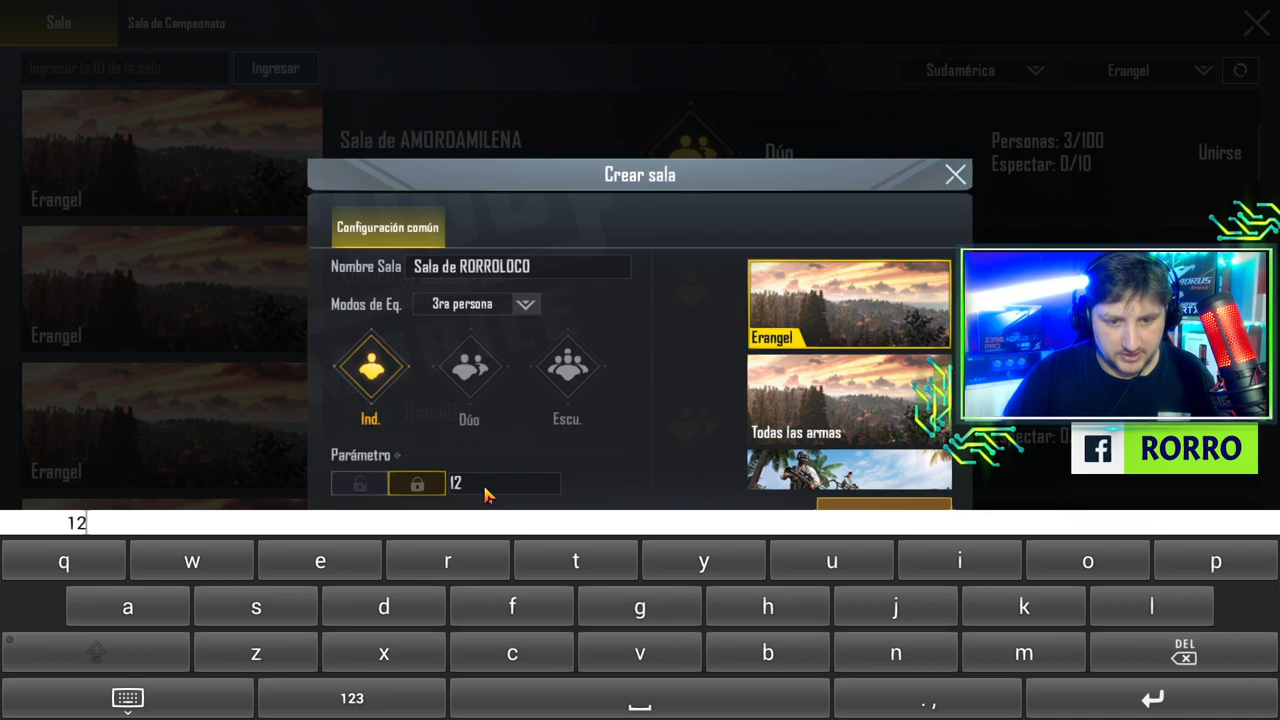 Sala
Sala de Campeonato
Ingresar la ID de la sala
Ingresar
Sudamérica
Erangel
Erangel
Sala de AMORDAMILENA
Dúo
Personas: 3/100
Espectar: 0/10
Unirse
Crear sala
Configuración común
Nombre Sala
Sala de RORROLOCO
Modos de Eq.
3ra persona
Ind.
Dúo
Escu.
Parámetro
12
Erangel
Todas las armas
Erangel
Erangel
RORRO
12
q w e r t y u i o p
a s d f g h j k l
z x c v b n m DEL
123 . ,